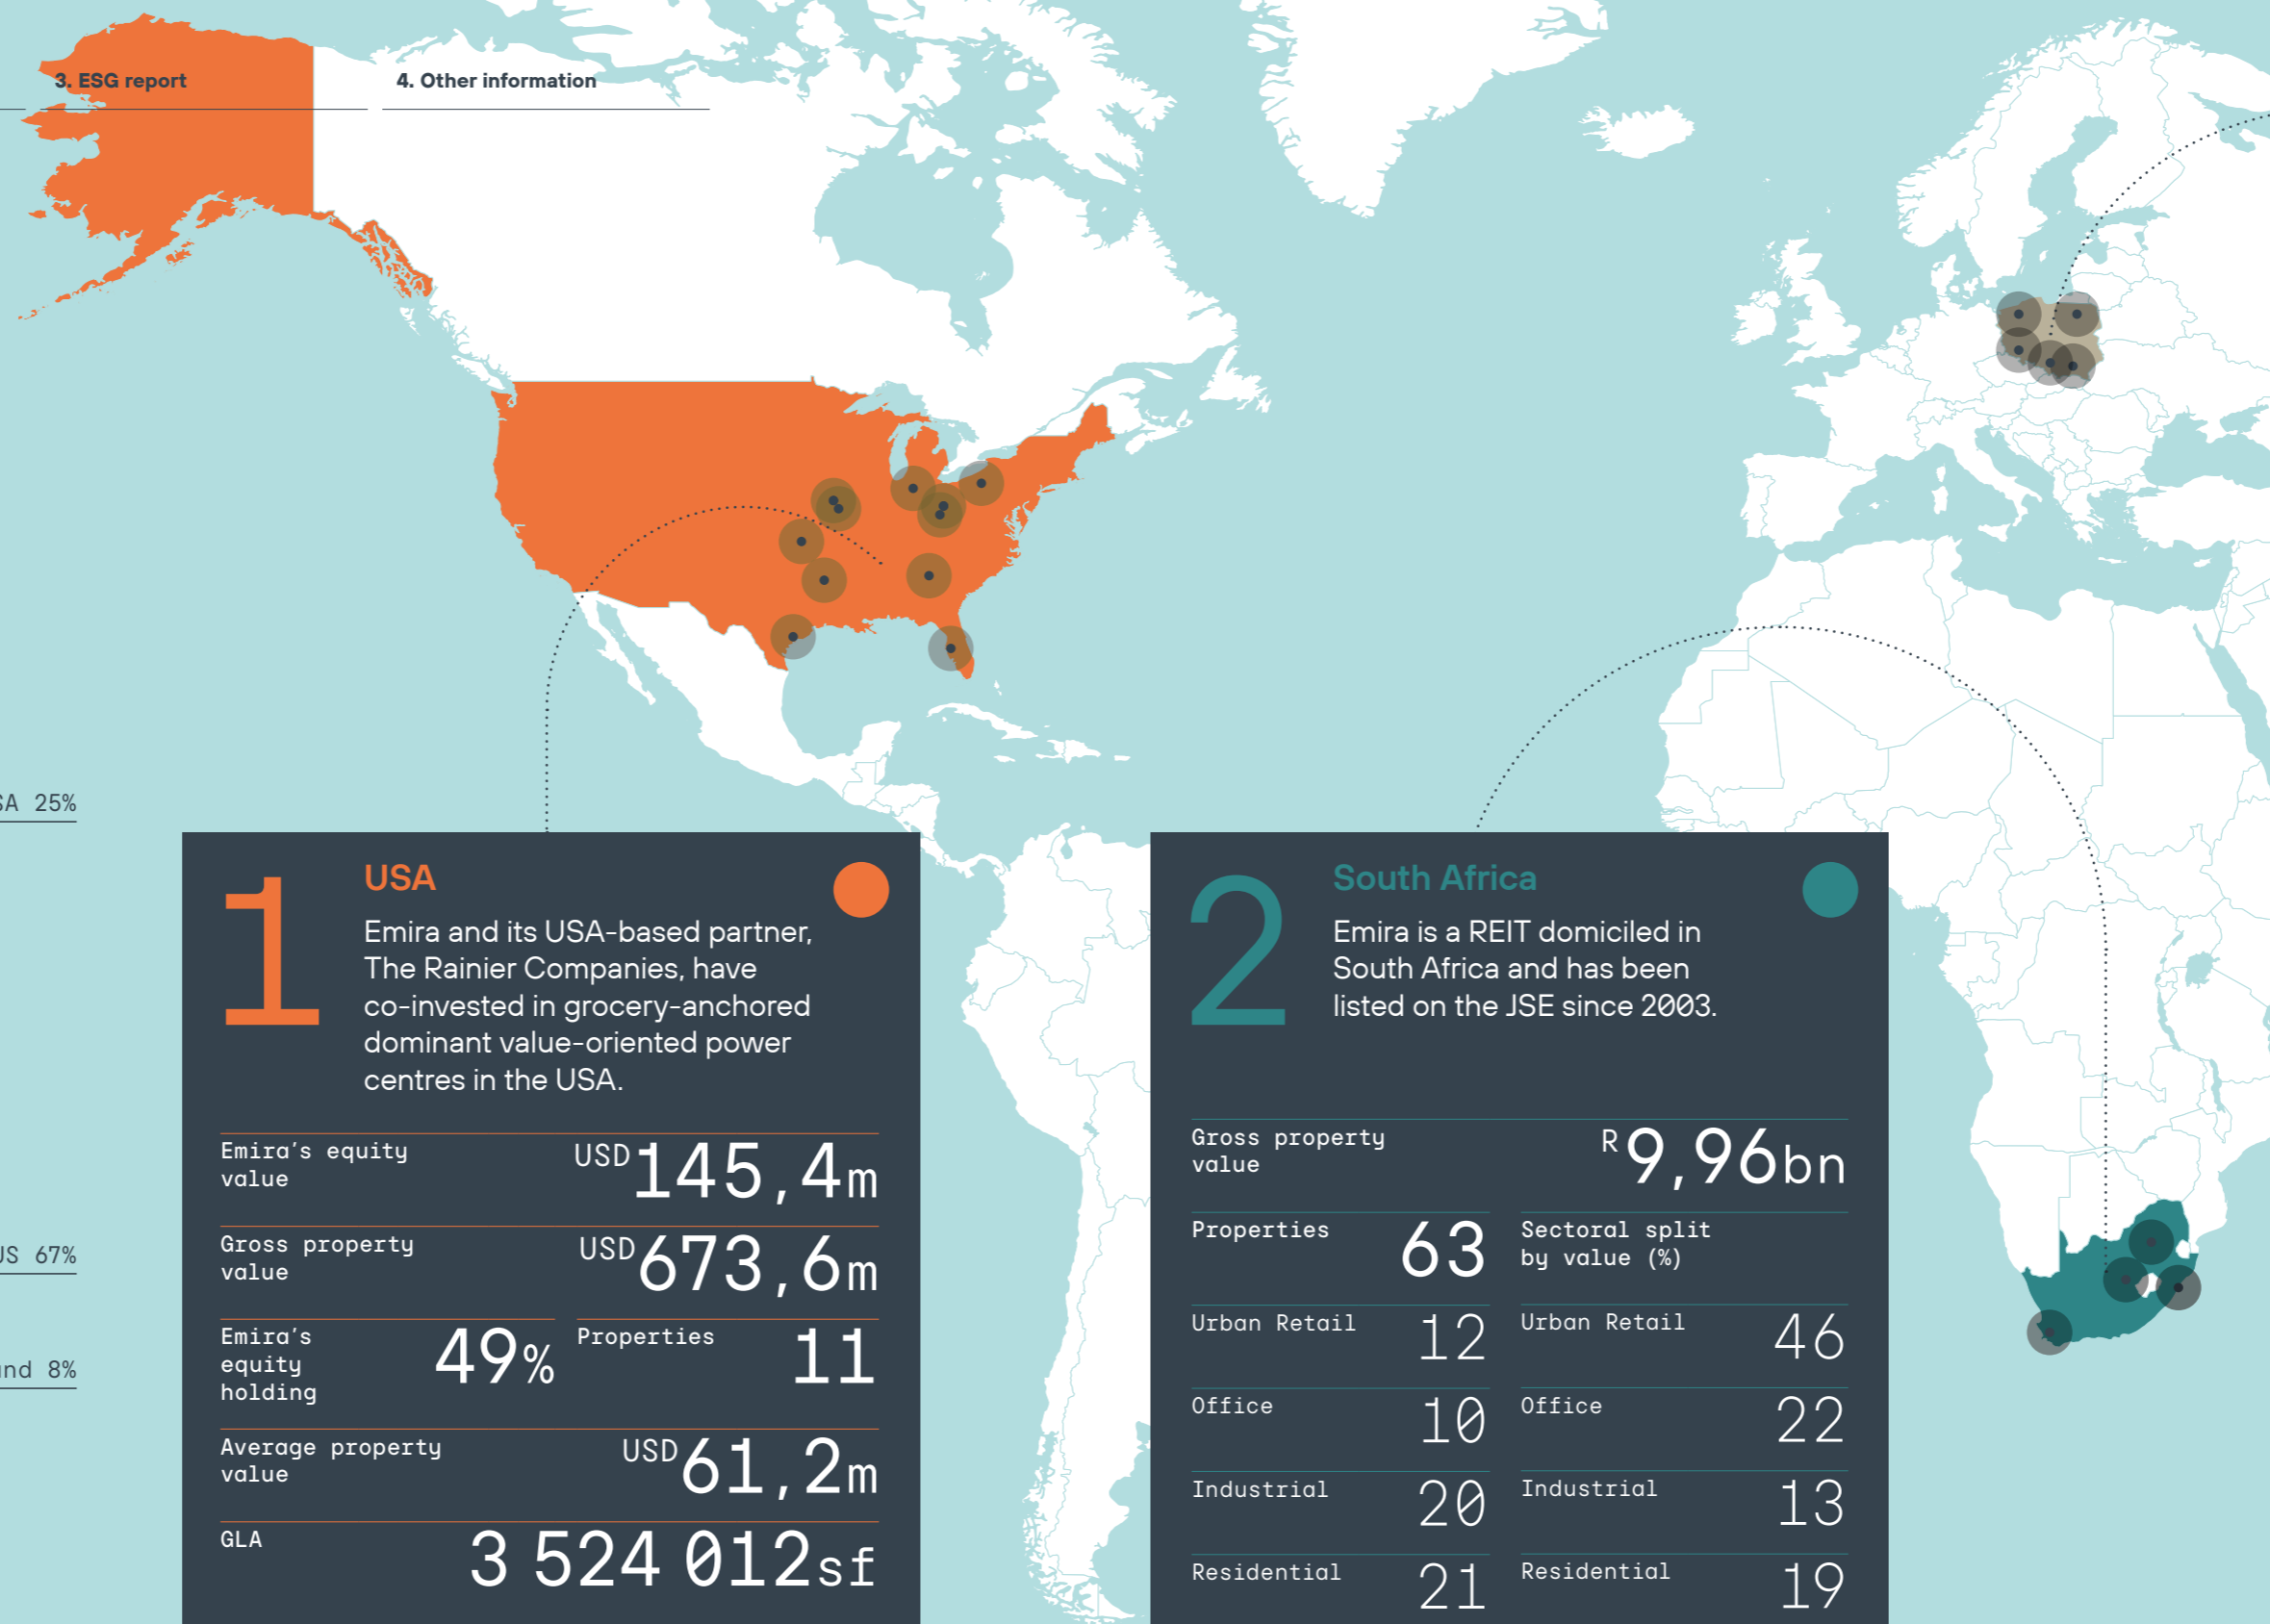 3. ESG report
4. Other information
25%
67%
8%
1
USA
Emira and its USA-based partner,
The Rainier Companies, have
co-invested in grocery-anchored
dominant value-oriented power
centres in the USA.
Emira's equity
value
USD145,4m
Gross property
value
USD673,6m
Emira's
equity
holding
49%
Properties
11
Average property
value
USD61,2m
GLA
3 524 012sf
2
South Africa
Emira is a REIT domiciled in
South Africa and has been
listed on the JSE since 2003.
Gross property
value
R9,96bn
Properties
63
Sectoral split
by value (%)
Urban Retail
12
Urban Retail
46
Office
10
Office
22
Industrial
20
Industrial
13
Residential
21
Residential
19